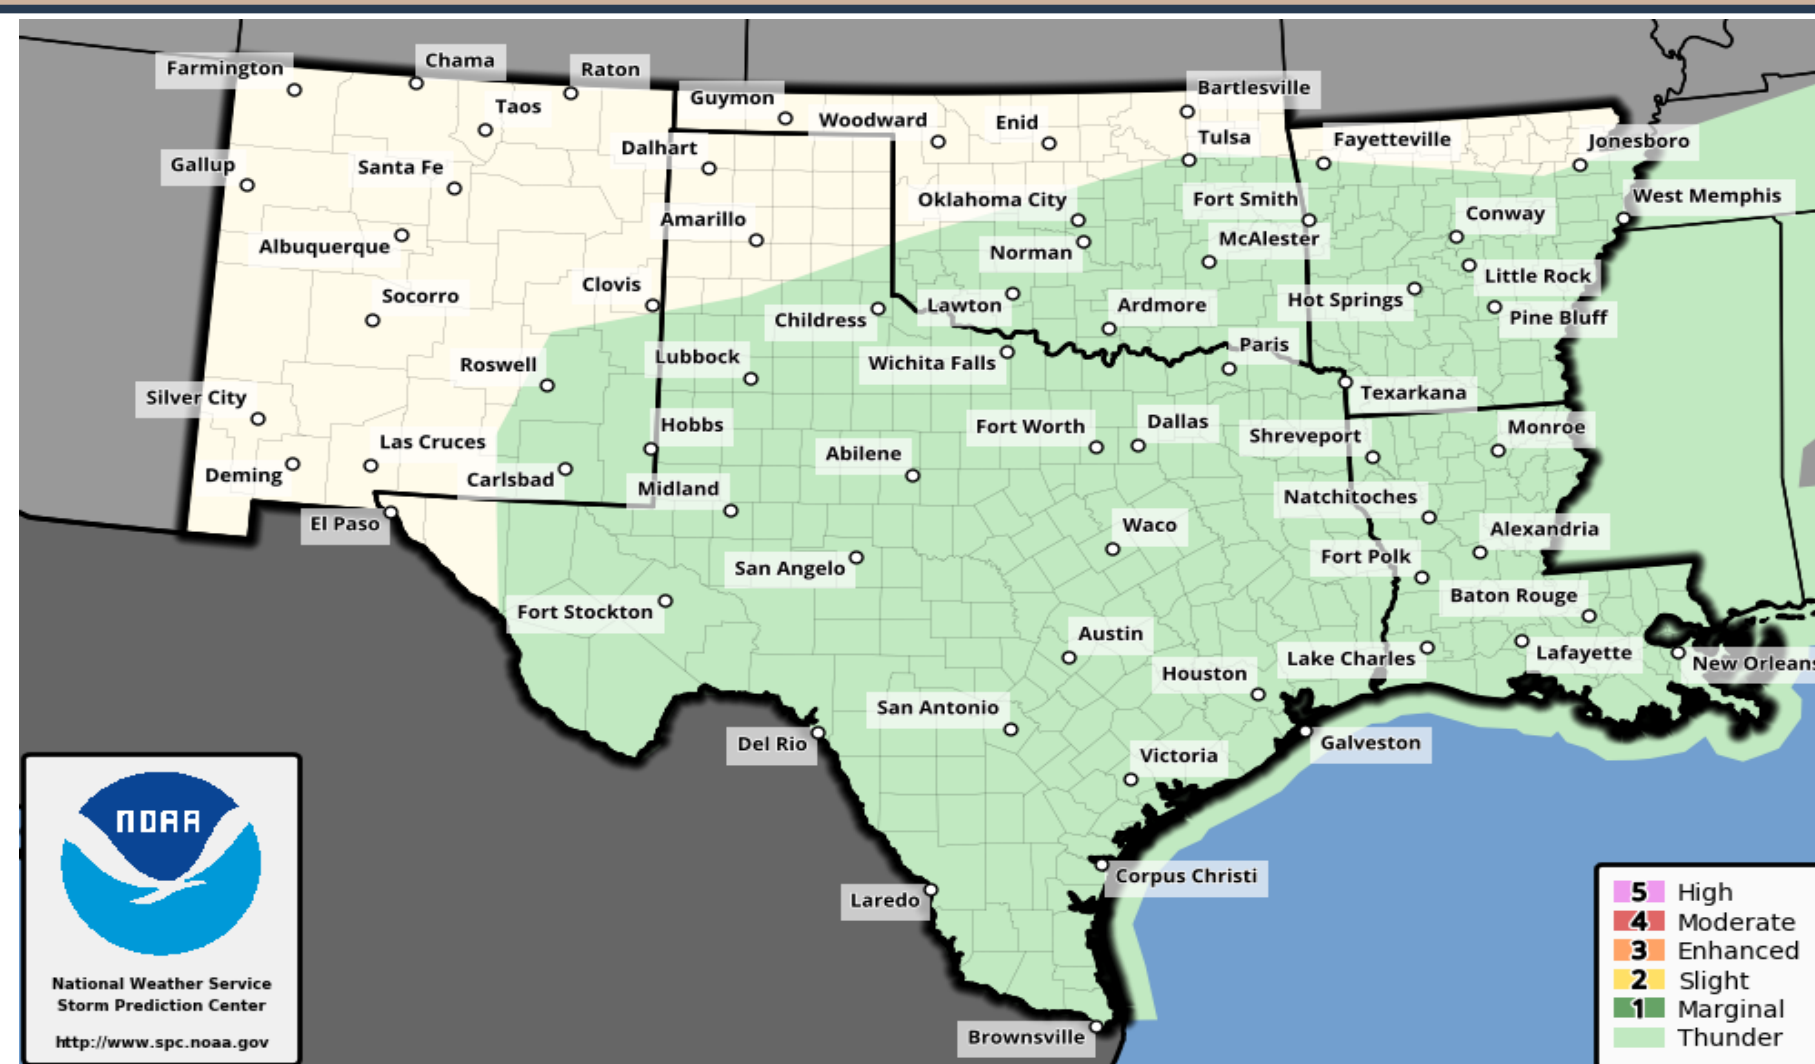 Farmington
Chama
Raton
Taos
Guymon
Woodward
Enid
Bartlesville
Tulsa
Fayetteville
Jonesboro
Gallup
Santa Fe
Dalhart
Oklahoma City
Fort Smith
Conway
West Memphis
Albuquerque
Amarillo
Norman
McAlester
Little Rock
Socorro
Clovis
Childress
Lawton
Ardmore
Hot Springs
Pine Bluff
Roswell
Lubbock
Wichita Falls
Paris
Texarkana
Silver City
Las Cruces
Hobbs
Abilene
Fort Worth
Dallas
Shreveport
Monroe
Deming
Carlsbad
Midland
Natchitoches
El Paso
Waco
Alexandria
San Angelo
Fort Polk
Fort Stockton
Baton Rouge
Austin
Lake Charles
Lafayette
New Orleans
Houston
San Antonio
Del Rio
Galveston
Victoria
Corpus Christi
Laredo
Brownsville
NOAA
National Weather Service
Storm Prediction Center
http://www.spc.noaa.gov
5 High
4 Moderate
3 Enhanced
2 Slight
1 Marginal
Thunder